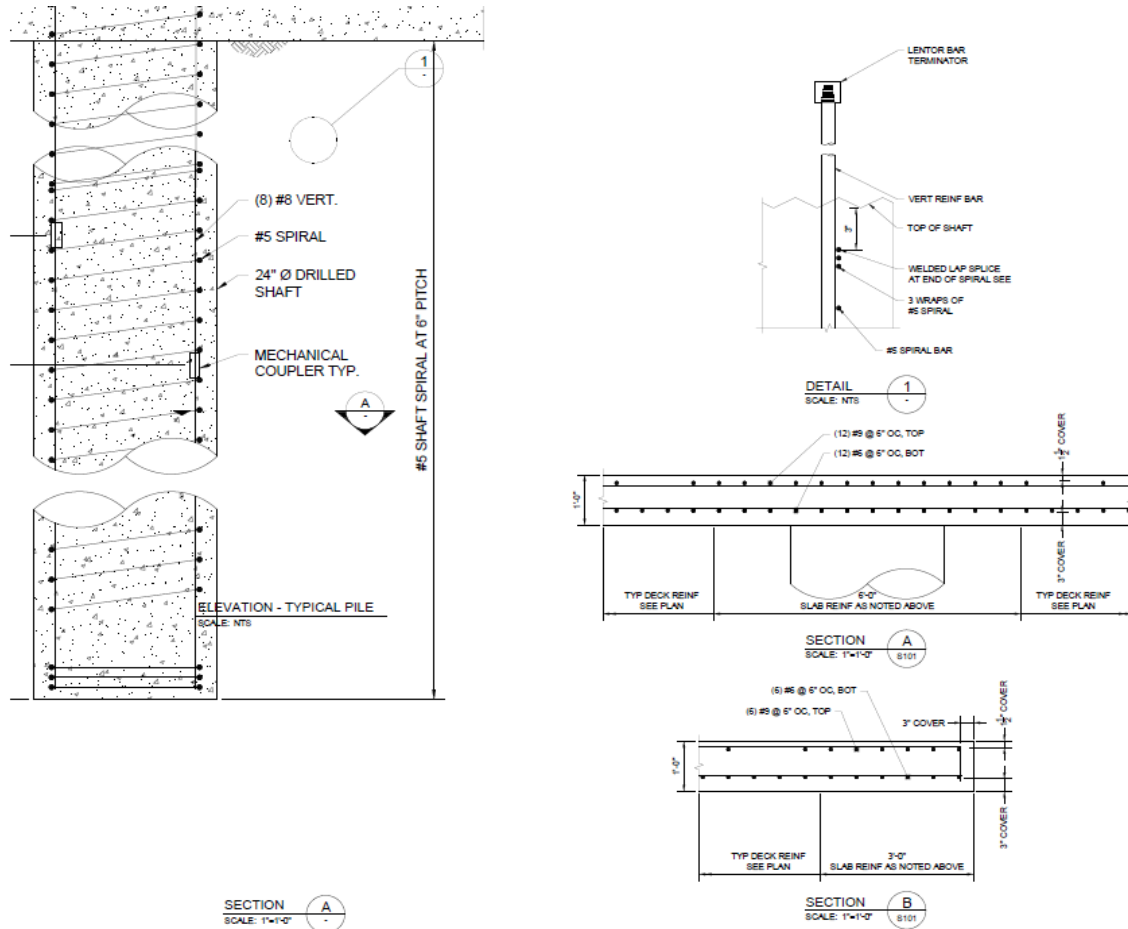 1
-
(8) #8 VERT.
#5 SPIRAL
24" Ø DRILLED
SHAFT
MECHANICAL
COUPLER TYP.
A
-
#5 SHAFT SPIRAL AT 6" PITCH
ELEVATION - TYPICAL PILE
SCALE: NTS
SECTION
SCALE: 1"=1'-0"
A
-
LENTOR BAR
TERMINATOR
VERT REINF BAR
TOP OF SHAFT
3"
WELDED LAP SPLICE
AT END OF SPIRAL SEE
3 WRAPS OF
#5 SPIRAL
#5 SPIRAL BAR
DETAIL
SCALE: NTS
1
-
(12) #9 @ 6" OC, TOP
(12) #6 @ 6" OC, BOT
1'-0"
1 1/2" COVER
3" COVER
TYP DECK REINF
SEE PLAN
6'-0"
SLAB REINF AS NOTED ABOVE
TYP DECK REINF
SEE PLAN
SECTION
SCALE: 1"=1'-0"
A
S101
(6) #6 @ 6" OC, BOT
(6) #9 @ 6" OC, TOP
3" COVER
1 1/2" COVER
1'-0"
3" COVER
TYP DECK REINF
SEE PLAN
3'-0"
SLAB REINF AS NOTED ABOVE
SECTION
SCALE: 1"=1'-0"
B
S101